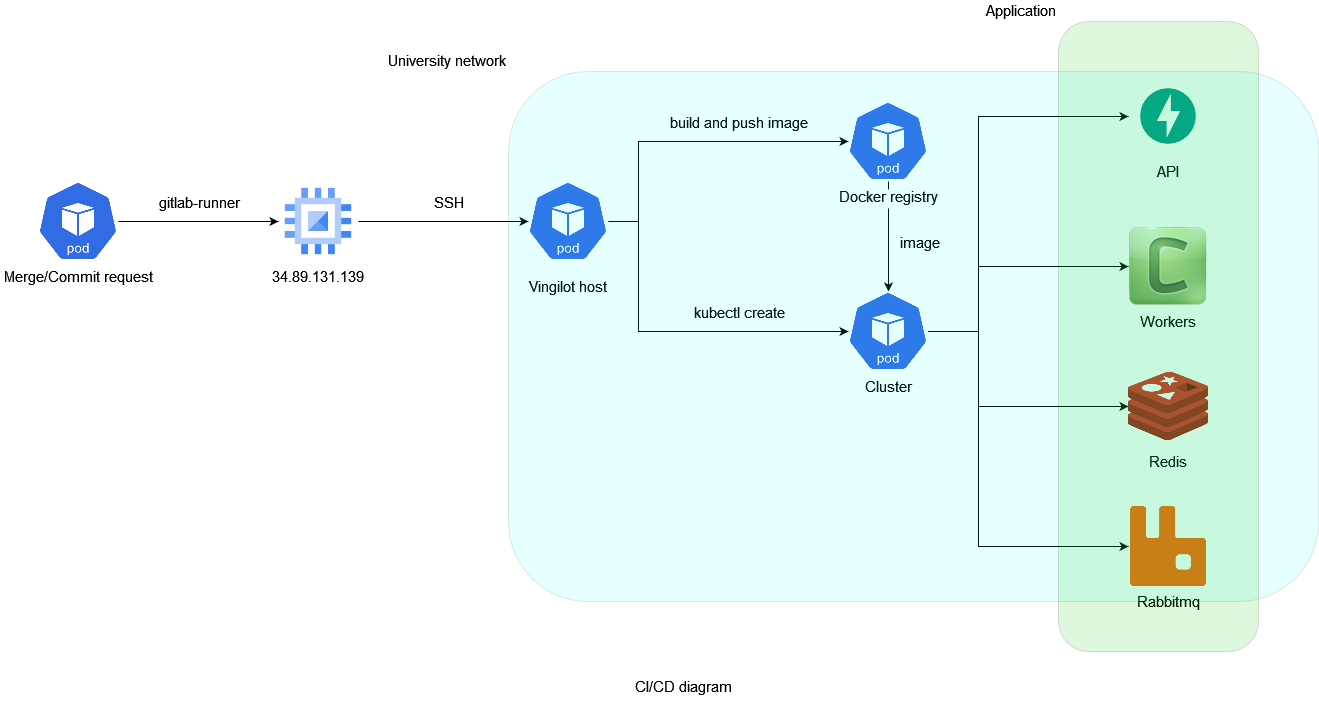 Application
University network
build and push image
pod
Docker registry
API
gitlab-runner
SSH
pod
Merge/Commit request
34.89.131.139
pod
Vingilot host
image
kubectl create
pod
Cluster
Workers
Redis
Rabbitmq
CI/CD diagram